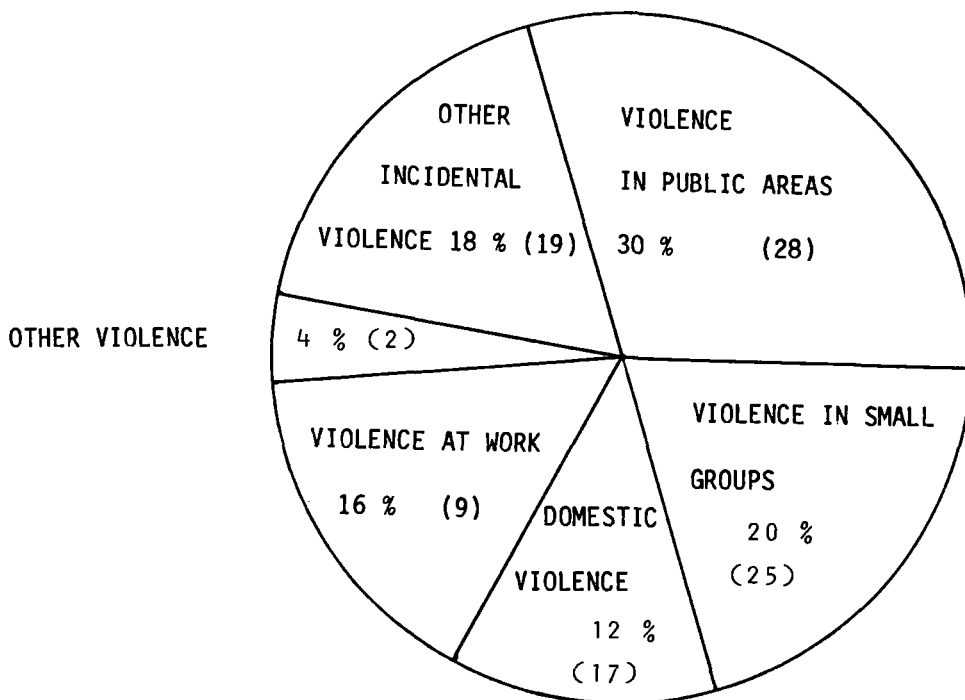 OTHER
INCIDENTAL
VIOLENCE 18 % (19)
VIOLENCE
IN PUBLIC AREAS
30 % (28)
OTHER VIOLENCE
4 % (2)
VIOLENCE AT WORK
16 % (9)
DOMESTIC
VIOLENCE
12 %
(17)
VIOLENCE IN SMALL
GROUPS
20 %
(25)